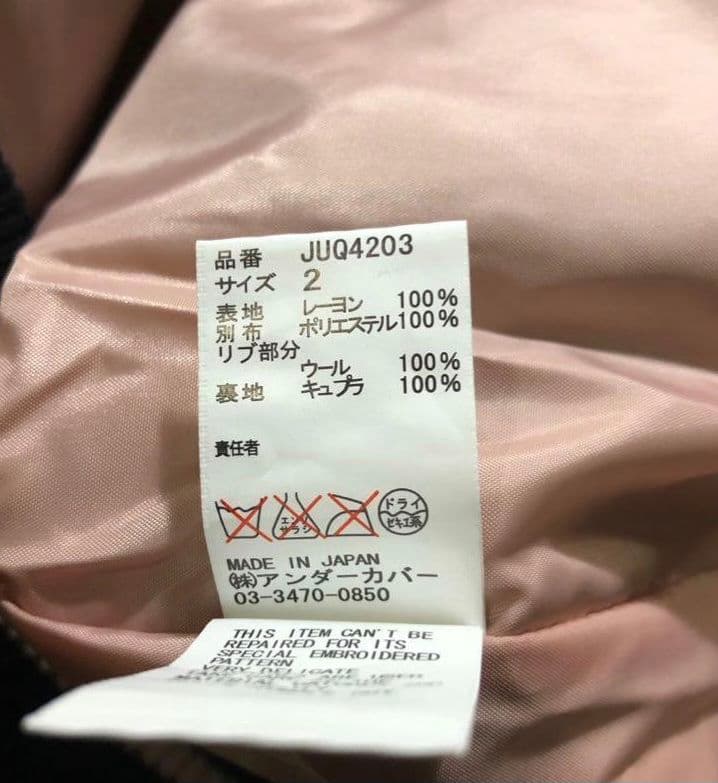 品番 JUQ4203
サイズ 2
表地 レーヨン 100%
別布 ポリエステル100%
リブ部分
ウール 100%
裏地 キュプラ 100%
責任者
エンソ サラシ ドライ セキユ系
MADE IN JAPAN
㈱アンダーカバー
03-3470-0850
THIS ITEM CAN'T BE
REPAIRED FOR ITS
SPECIAL EMBROIDERED
PATTERN
VERY DELICATE